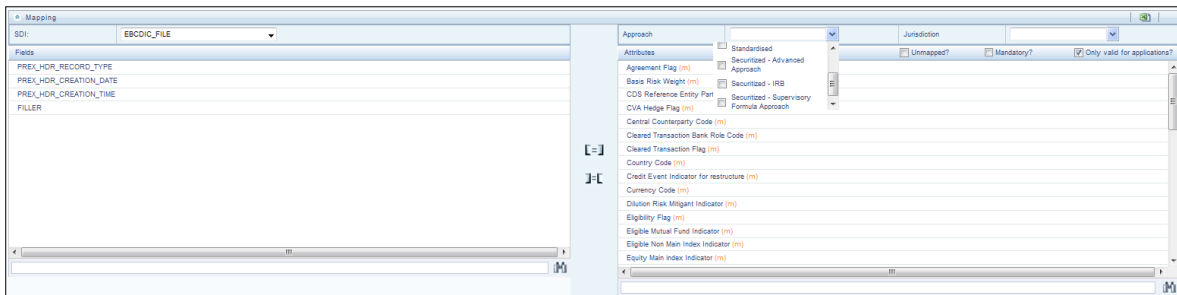 Mapping
SDI: EBCDIC_FILE
Fields
PREX_HDR_RECORD_TYPE
PREX_HDR_CREATION_DATE
PREX_HDR_CREATION_TIME
FILLER
[=]
]=[
Approach Jurisdiction
Attributes Unmapped? Mandatory? Only valid for applications?
Standardised
Securitized - Advanced
Approach
Securitized - IRB
Securitized - Supervisory
Formula Approach
Agreement Flag (m)
Basis Risk Weight (m)
CDS Reference Entity Part
CVA Hedge Flag (m)
Central Counterparty Code (m)
Cleared Transaction Bank Role Code (m)
Cleared Transaction Flag (m)
Country Code (m)
Credit Event Indicator for restructure (m)
Currency Code (m)
Dilution Risk Mitigant Indicator (m)
Eligibility Flag (m)
Eligible Mutual Fund Indicator (m)
Eligible Non Main Index Indicator (m)
Equity Main index Indicator (m)